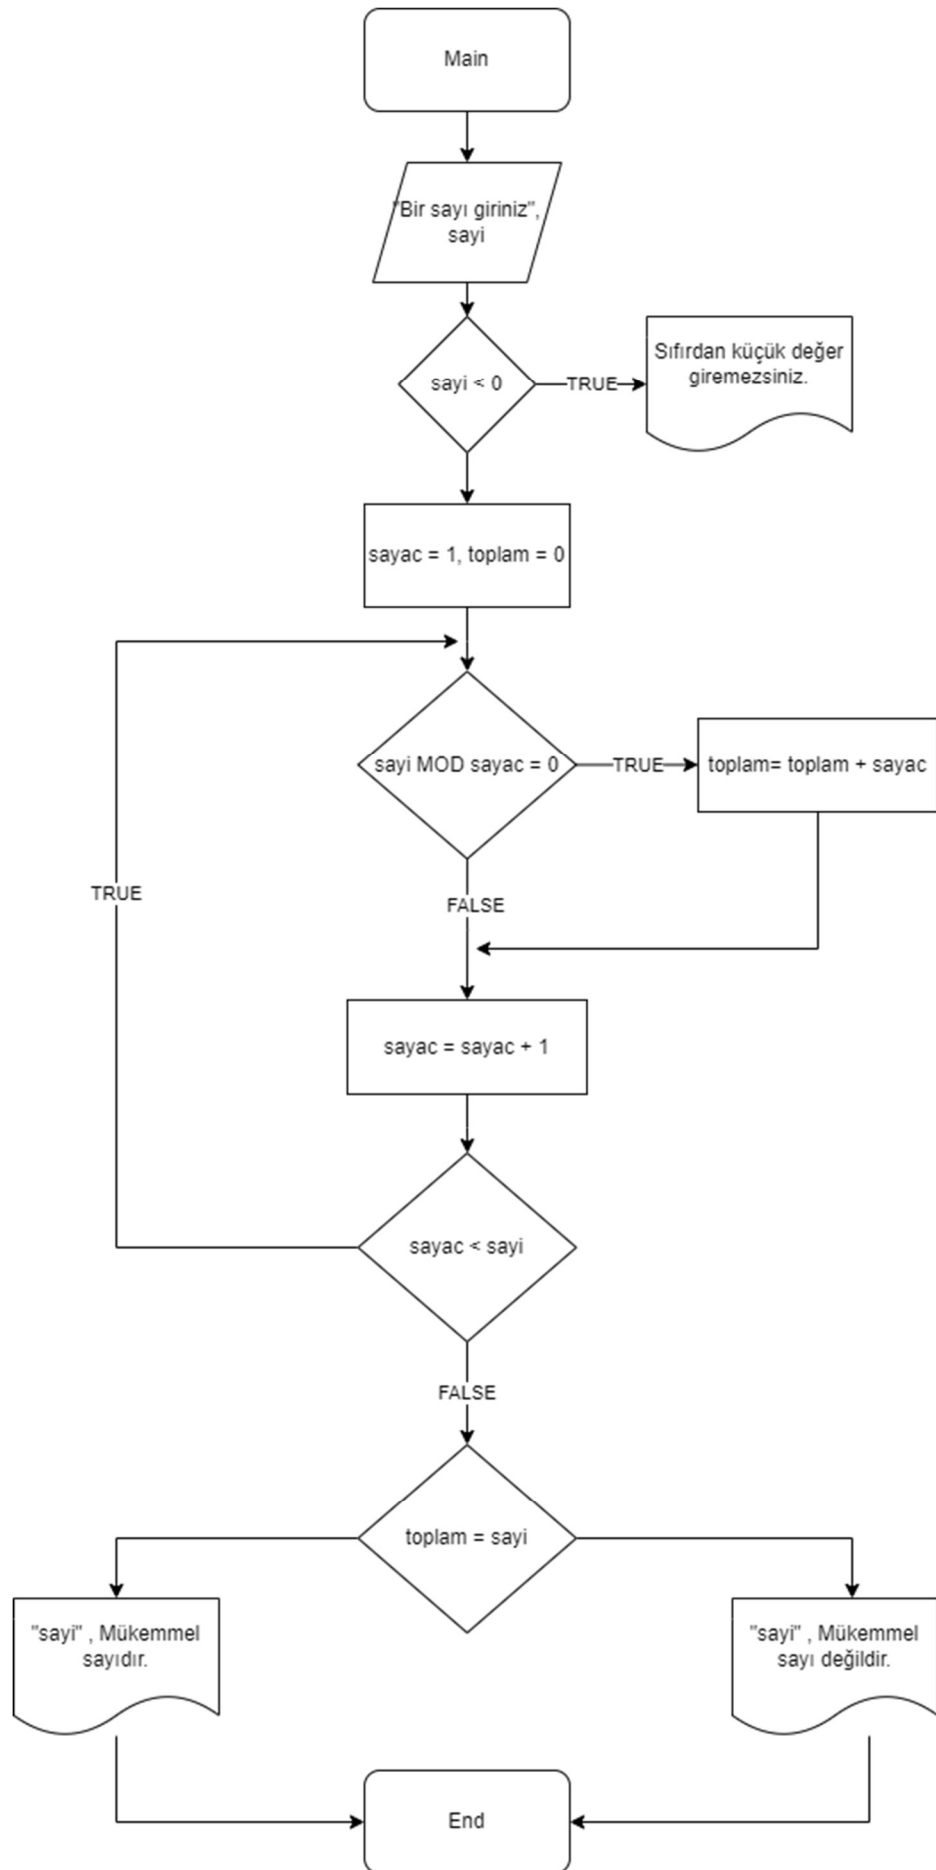 Main
"Bir sayı giriniz",
sayi
sayi < 0
TRUE
Sıfırdan küçük değer
giremezsiniz.
sayac = 1, toplam = 0
sayi MOD sayac = 0
TRUE
toplam= toplam + sayac
TRUE
FALSE
sayac = sayac + 1
sayac < sayi
FALSE
toplam = sayi
"sayi" , Mükemmel
sayıdır.
"sayi" , Mükemmel
sayı değildir.
End